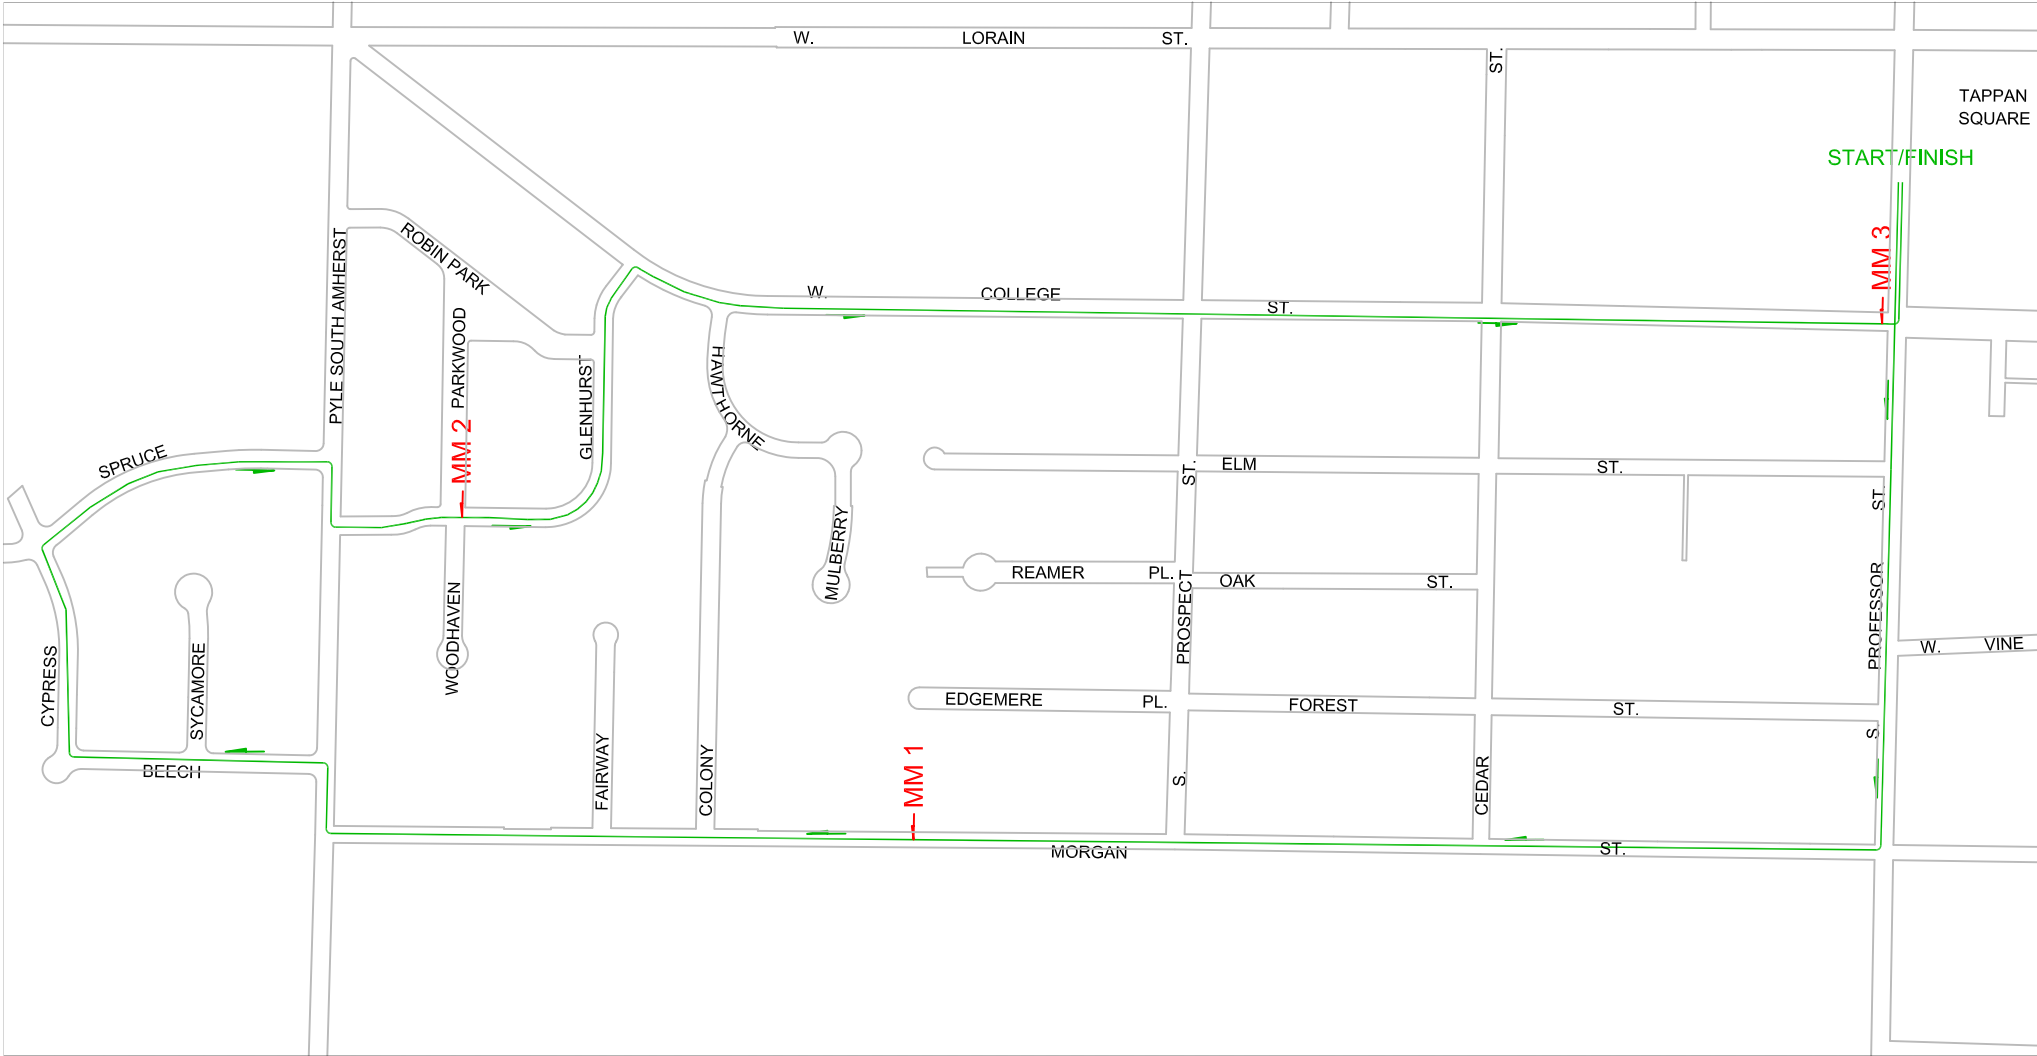 W. LORAIN ST.
ST.
TAPPAN
SQUARE
START/FINISH
ROBIN PARK
PYLE SOUTH AMHERST
MM 3
W. COLLEGE ST.
PARKWOOD
GLENHURST
HAWTHORNE
MM 2
SPRUCE
ELM ST.
ST.
ST.
MULBERRY
REAMER PL.
OAK ST.
PROSPECT
PROFESSOR
WOODHAVEN
CYPRESS
SYCAMORE
W. VINE
EDGEMERE PL.
FOREST ST.
S.
MM 1
BEECH
FAIRWAY
COLONY
S.
CEDAR
MORGAN ST.